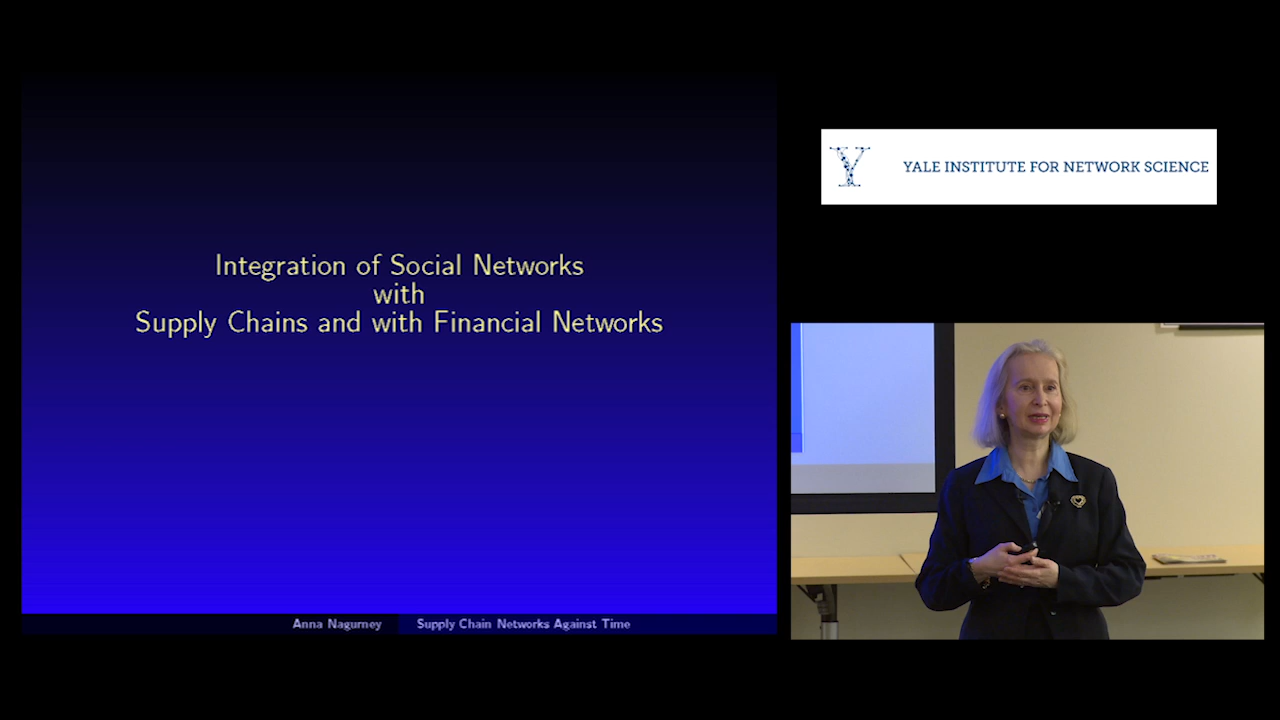 Integration of Social Networks
with
Supply Chains and with Financial Networks
Anna Nagurney
Supply Chain Networks Against Time
YALE INSTITUTE FOR NETWORK SCIENCE